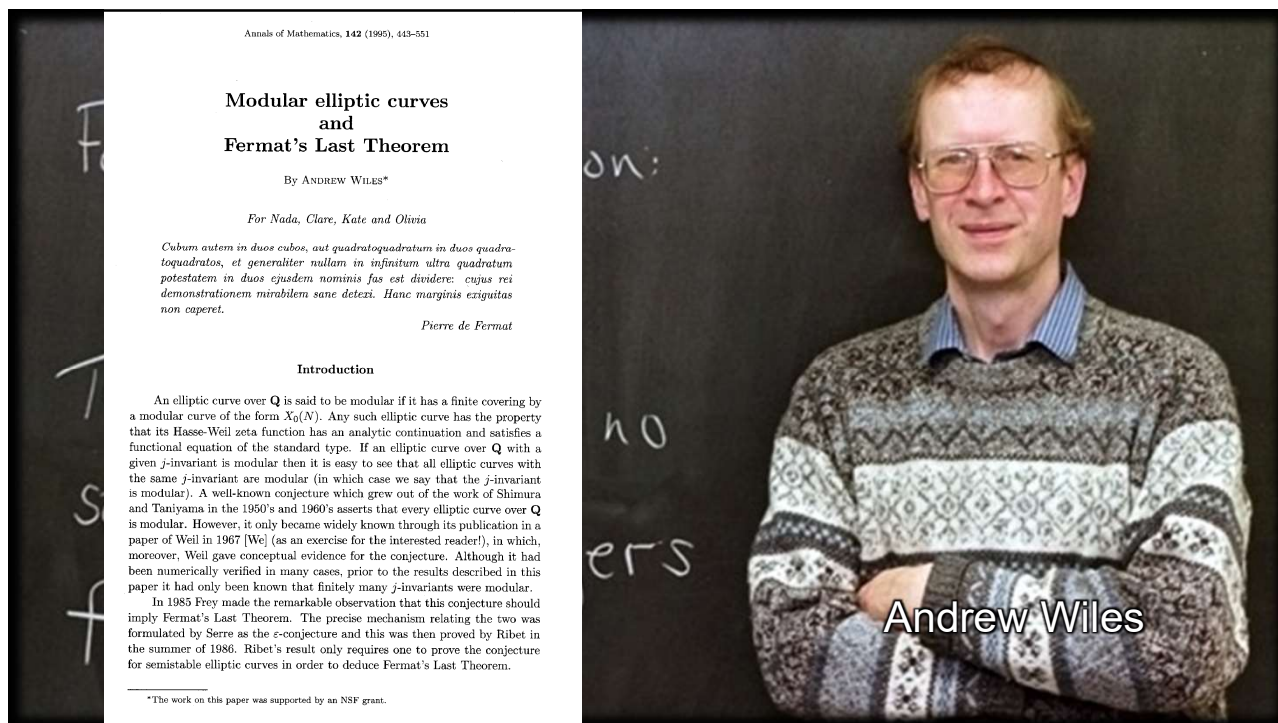 Annals of Mathematics, 142 (1995), 443–551
Modular elliptic curves
and
Fermat's Last Theorem
By ANDREW WILES*
For Nada, Clare, Kate and Olivia
Cubum autem in duos cubos, aut quadratoquadratum in duos quadra-
toquadratos, et generaliter nullam in infinitum ultra quadratum
potestatem in duos ejusdem nominis fas est dividere: cujus rei
demonstrationem mirabilem sane detexi. Hanc marginis exiguitas
non caperet.
Pierre de Fermat
Introduction
An elliptic curve over Q is said to be modular if it has a finite covering by
a modular curve of the form X₀(N). Any such elliptic curve has the property
that its Hasse-Weil zeta function has an analytic continuation and satisfies a
functional equation of the standard type. If an elliptic curve over Q with a
given j-invariant is modular then it is easy to see that all elliptic curves with
the same j-invariant are modular (in which case we say that the j-invariant
is modular). A well-known conjecture which grew out of the work of Shimura
and Taniyama in the 1950's and 1960's asserts that every elliptic curve over Q
is modular. However, it only became widely known through its publication in a
paper of Weil in 1967 [We] (as an exercise for the interested reader!), in which,
moreover, Weil gave conceptual evidence for the conjecture. Although it had
been numerically verified in many cases, prior to the results described in this
paper it had only been known that finitely many j-invariants were modular.
In 1985 Frey made the remarkable observation that this conjecture should
imply Fermat's Last Theorem. The precise mechanism relating the two was
formulated by Serre as the ε-conjecture and this was then proved by Ribet in
the summer of 1986. Ribet's result only requires one to prove the conjecture
for semistable elliptic curves in order to deduce Fermat's Last Theorem.
*The work on this paper was supported by an NSF grant.
on:
no
ers
Andrew Wiles